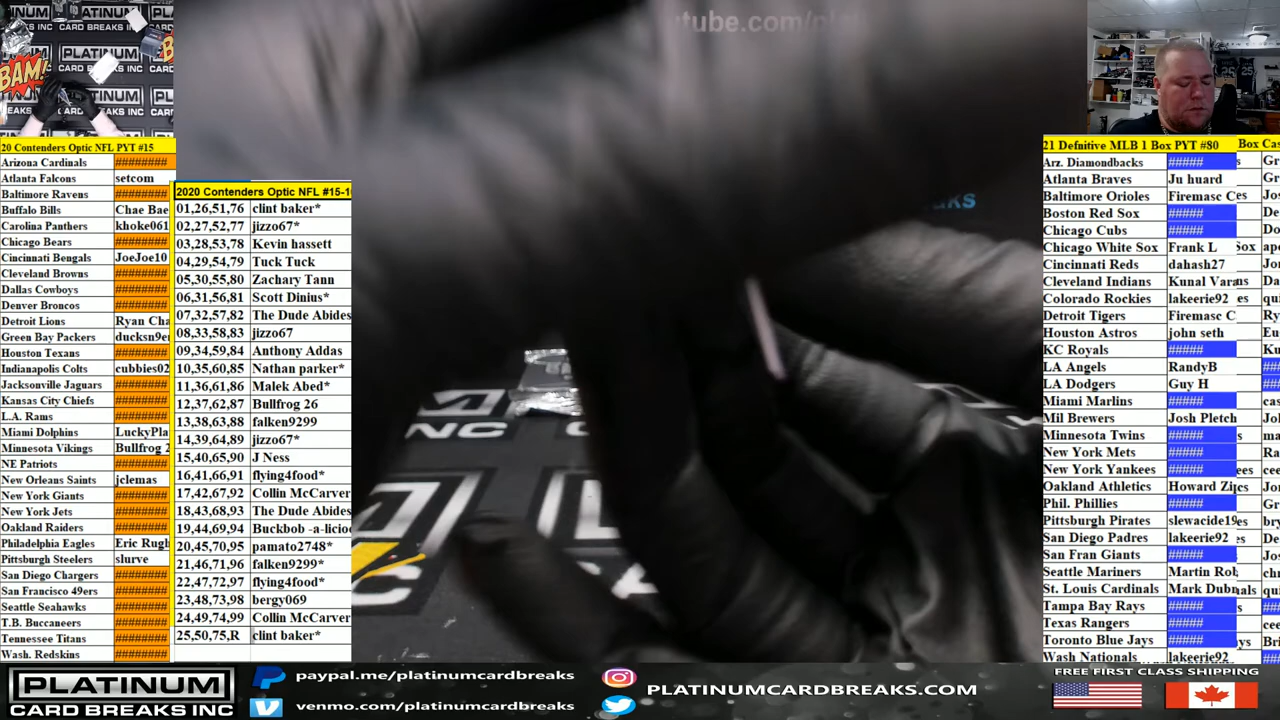 tube.com
PLATINUM
CARD BREAKS INC
BAM!
20 Contenders Optic NFL PYT #15
Arizona Cardinals ########
Atlanta Falcons setcom
Baltimore Ravens ########
Buffalo Bills Chae Bae
Carolina Panthers khoke061
Chicago Bears ########
Cincinnati Bengals JoeJoe10
Cleveland Browns ########
Dallas Cowboys ########
Denver Broncos ########
Detroit Lions Ryan Cha
Green Bay Packers ducksn9e
Houston Texans ########
Indianapolis Colts cubbies02
Jacksonville Jaguars ########
Kansas City Chiefs ########
L.A. Rams ########
Miami Dolphins LuckyPla
Minnesota Vikings Bullfrog 2
NE Patriots ########
New Orleans Saints jclemas
New York Giants ########
New York Jets ########
Oakland Raiders ########
Philadelphia Eagles Eric Rugh
Pittsburgh Steelers slurve
San Diego Chargers ########
San Francisco 49ers ########
Seattle Seahawks ########
T.B. Buccaneers ########
Tennessee Titans ########
Wash. Redskins ########
2020 Contenders Optic NFL #15-1
01,26,51,76 clint baker*
02,27,52,77 jizzo67*
03,28,53,78 Kevin hassett
04,29,54,79 Tuck Tuck
05,30,55,80 Zachary Tann
06,31,56,81 Scott Dinius*
07,32,57,82 The Dude Abides
08,33,58,83 jizzo67
09,34,59,84 Anthony Addas
10,35,60,85 Nathan parker*
11,36,61,86 Malek Abed*
12,37,62,87 Bullfrog 26
13,38,63,88 falken9299
14,39,64,89 jizzo67*
15,40,65,90 J Ness
16,41,66,91 flying4food*
17,42,67,92 Collin McCarver
18,43,68,93 The Dude Abides
19,44,69,94 Buckbob -a-licio
20,45,70,95 pamato2748*
21,46,71,96 falken9299*
22,47,72,97 flying4food*
23,48,73,98 bergy069
24,49,74,99 Collin McCarver
25,50,75,R clint baker*
21 Defnitive MLB 1 Box PYT #80
Arz. Diamondbacks #####
Atlanta Braves Ju huard
Baltimore Orioles Firemasc C
Boston Red Sox #####
Chicago Cubs #####
Chicago White Sox Frank L
Cincinnati Reds dahash27
Cleveland Indians Kunal Vara
Colorado Rockies lakeerie92
Detroit Tigers Firemasc C
Houston Astros john seth
KC Royals #####
LA Angels RandyB
LA Dodgers Guy H
Miami Marlins #####
Mil Brewers Josh Pletch
Minnesota Twins #####
New York Mets #####
New York Yankees #####
Oakland Athletics Howard Zi
Phil. Phillies #####
Pittsburgh Pirates slewacide19
San Diego Padres lakeerie92
San Fran Giants #####
Seattle Mariners Martin Rol
St. Louis Cardinals Mark Dubr
Tampa Bay Rays #####
Texas Rangers #####
Toronto Blue Jays #####
Wash Nationals lakeerie92
Box Cas
PLATINUM
CARD BREAKS INC
paypal.me/platinumcardbreaks
venmo.com/platinumcardbreaks
PLATINUMCARDBREAKS.COM
FREE FIRST CLASS SHIPPING